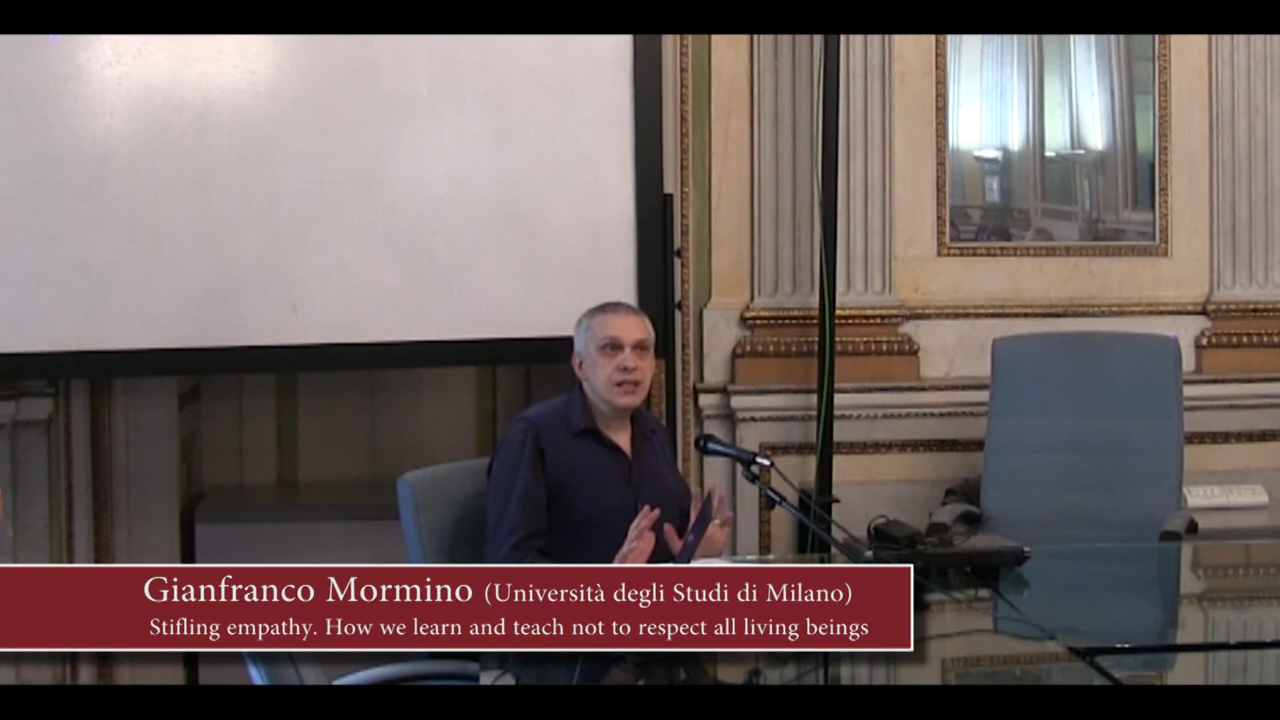 Gianfranco Mormino (Università degli Studi di Milano)
Stifling empathy. How we learn and teach not to respect all living beings